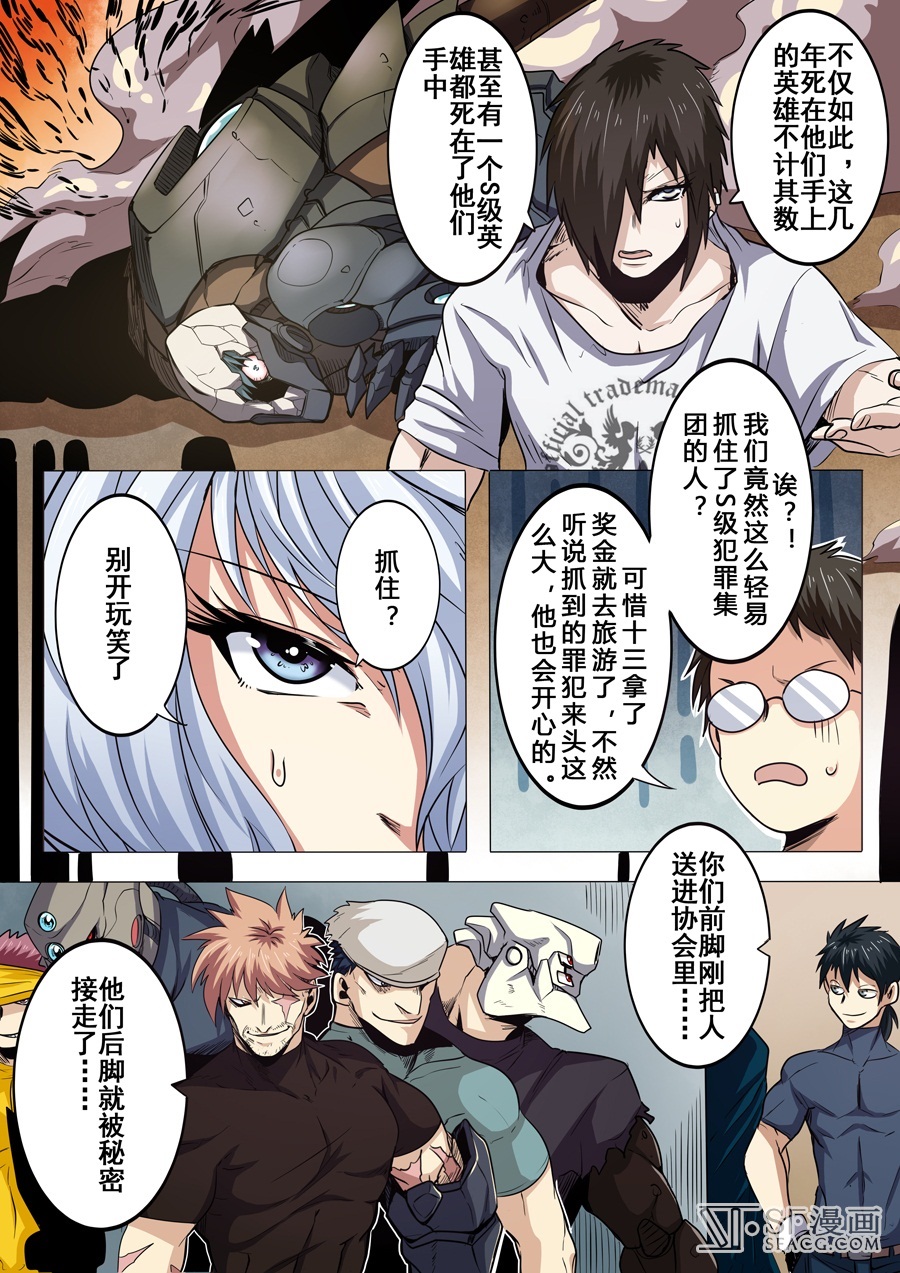 不仅如此，这几
年死在他们手上
的英雄不计其数
甚至有一个S级英
雄都死在了他们
手中
official trademar
诶？！
我们竟然这么轻易
抓住了S级犯罪集
团的人？
可惜十三拿了
奖金就去旅游了，不然
听说抓到的罪犯来头这
么大，他也会开心的。
抓住？
别开玩笑了
你们前脚刚把人
送进协会里……
他们后脚就被秘密
接走了……
SF漫画
SFACG.COM